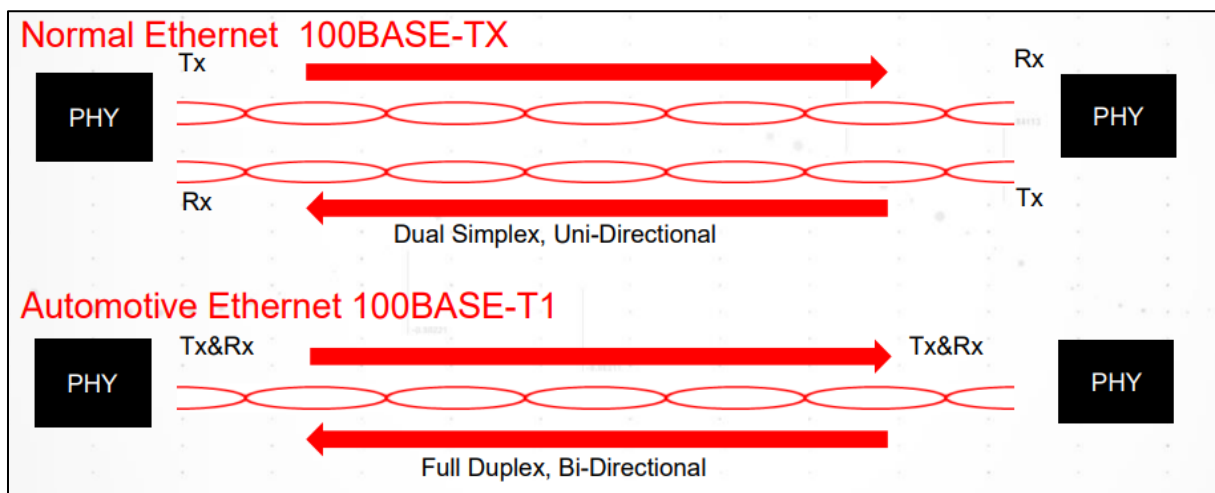 Normal Ethernet 100BASE-TX
Tx
Rx
PHY
PHY
Rx
Tx
Dual Simplex, Uni-Directional
Automotive Ethernet 100BASE-T1
Tx&Rx
Tx&Rx
PHY
PHY
Full Duplex, Bi-Directional